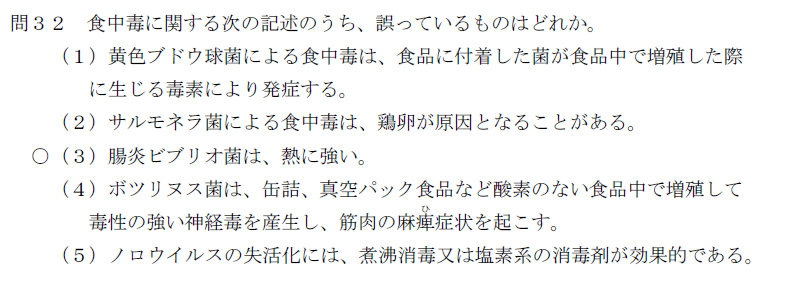 問３２　食中毒に関する次の記述のうち、誤っているものはどれか。
（１）黄色ブドウ球菌による食中毒は、食品に付着した菌が食品中で増殖した際
に生じる毒素により発症する。
（２）サルモネラ菌による食中毒は、鶏卵が原因となることがある。
○（３）腸炎ビブリオ菌は、熱に強い。
（４）ボツリヌス菌は、缶詰、真空パック食品など酸素のない食品中で増殖して
ひ
毒性の強い神経毒を産生し、筋肉の麻痺症状を起こす。
（５）ノロウイルスの失活化には、煮沸消毒又は塩素系の消毒剤が効果的である。